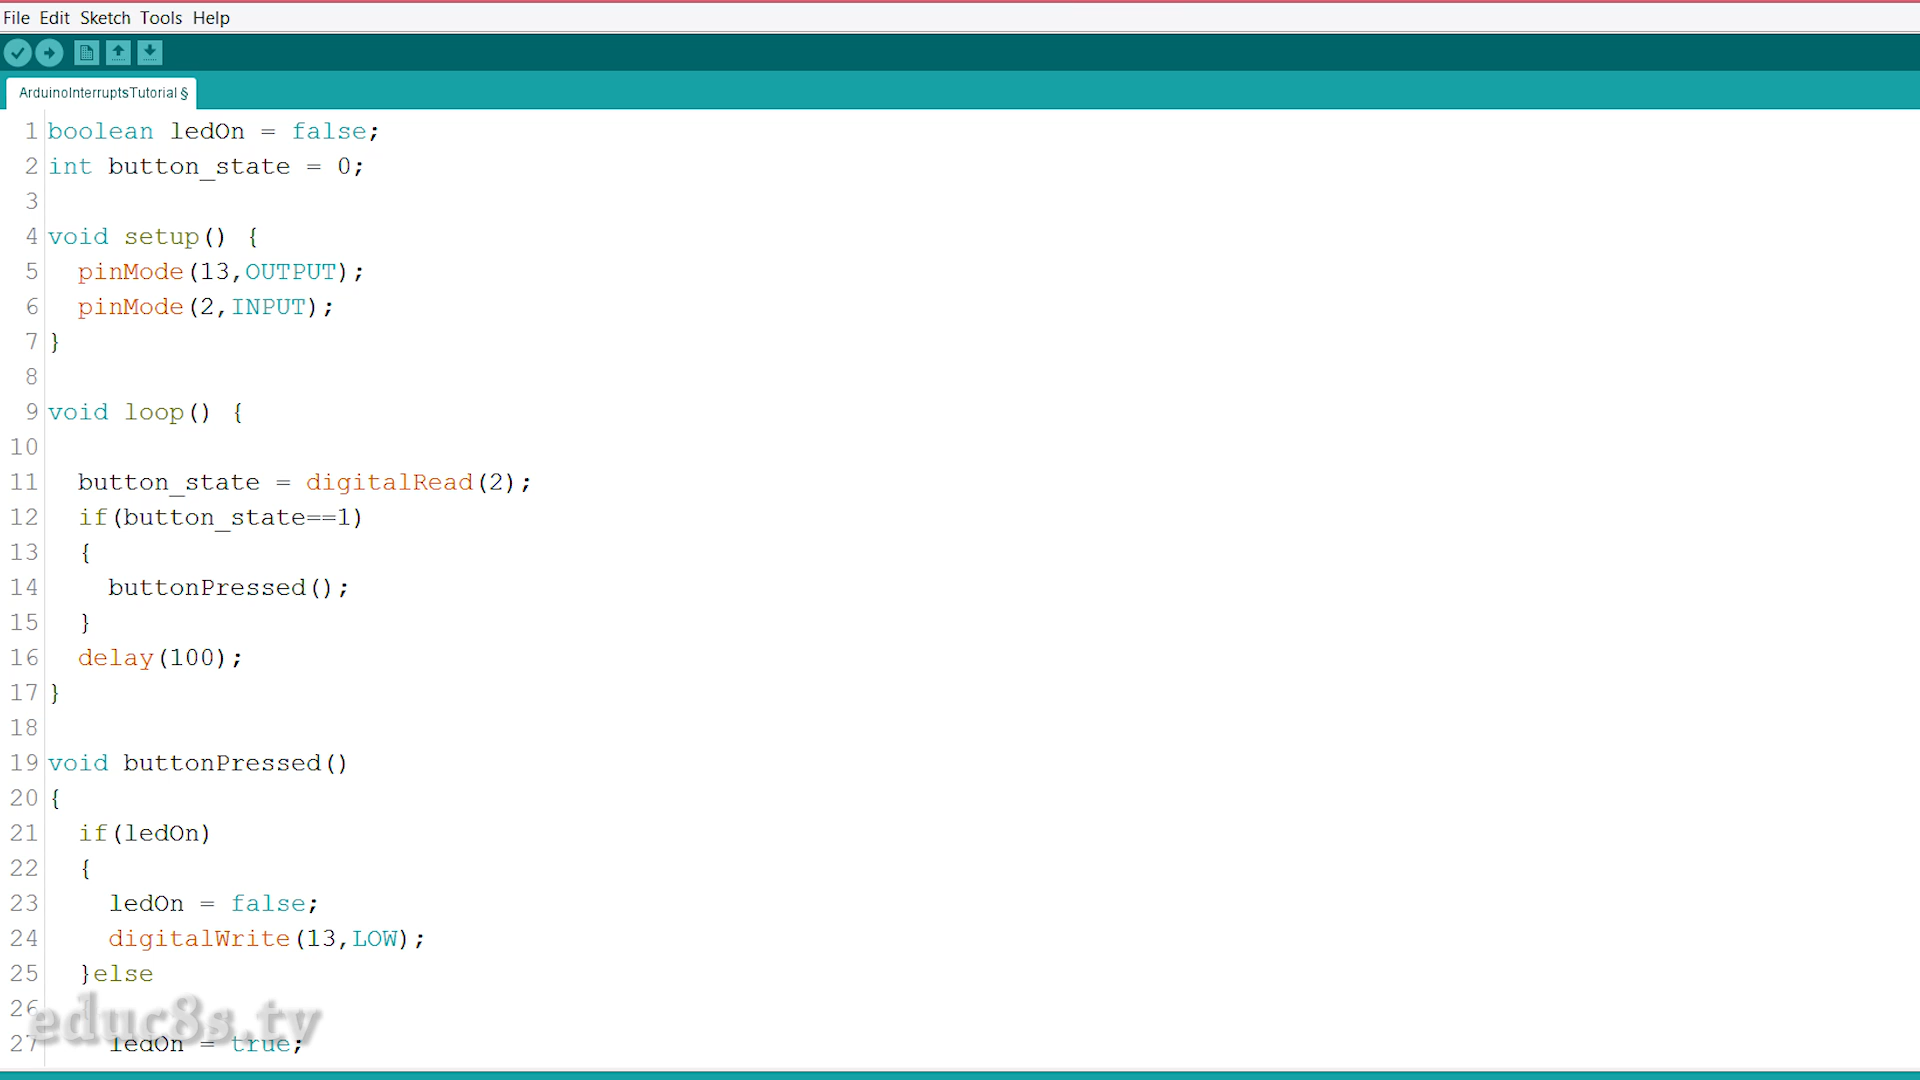 File Edit Sketch Tools Help
ArduinoInterruptsTutorial §
1 boolean ledOn = false;
2 int button_state = 0;
3
4 void setup() {
5   pinMode(13,OUTPUT);
6   pinMode(2,INPUT);
7 }
8
9 void loop() {
10
11   button_state = digitalRead(2);
12   if(button_state==1)
13   {
14     buttonPressed();
15   }
16   delay(100);
17 }
18
19 void buttonPressed()
20 {
21   if(ledOn)
22   {
23     ledOn = false;
24     digitalWrite(13,LOW);
25   }else
26
educ8s.tv
27     ledOn = true;